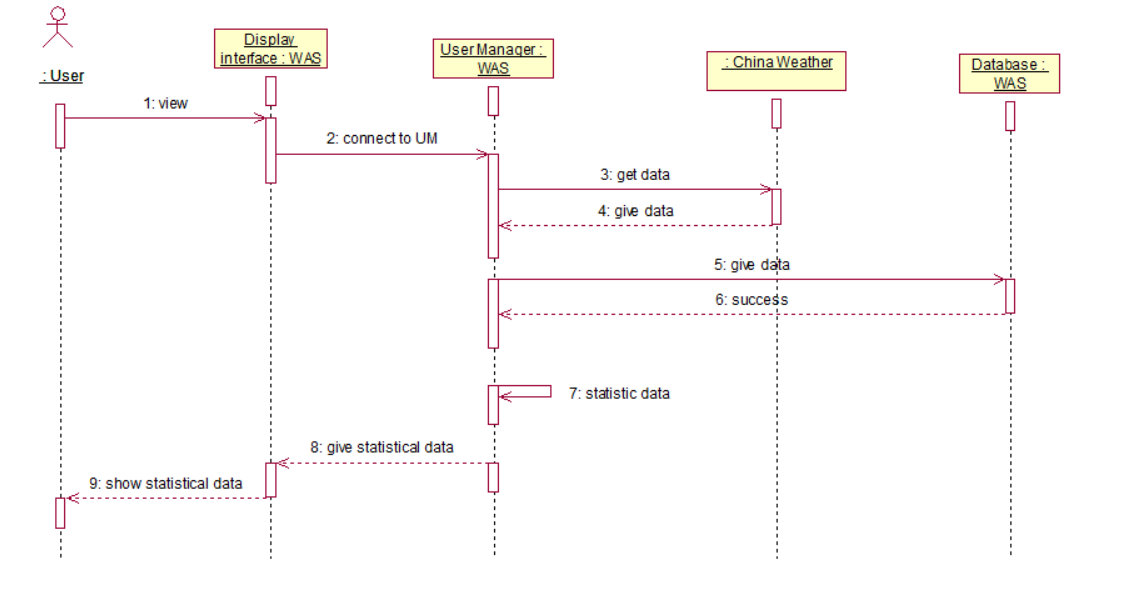 : User
Display
interface : WAS
User Manager :
WAS
: China Weather
Database :
WAS
1: view
2: connect to UM
3: get data
4: give data
5: give data
6: success
7: statistic data
8: give statistical data
9: show statistical data